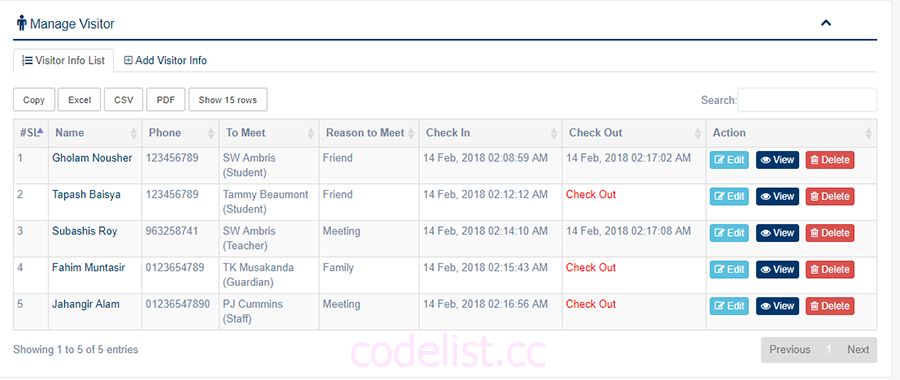 Manage Visitor
Visitor Info List Add Visitor Info
Copy Excel CSV PDF Show 15 rows Search:
#SL Name Phone To Meet Reason to Meet Check In Check Out Action
1 Gholam Nousher 123456789 SW Ambris Friend 14 Feb, 2018 02:08:59 AM 14 Feb, 2018 02:17:02 AM Edit View Delete
(Student)
2 Tapash Baisya 123456789 Tammy Beaumont Friend 14 Feb, 2018 02:12:12 AM Check Out Edit View Delete
(Student)
3 Subashis Roy 963258741 SW Ambris Meeting 14 Feb, 2018 02:14:10 AM 14 Feb, 2018 02:17:08 AM Edit View Delete
(Teacher)
4 Fahim Muntasir 0123654789 TK Musakanda Family 14 Feb, 2018 02:15:43 AM Check Out Edit View Delete
(Guardian)
5 Jahangir Alam 01236547890 PJ Cummins Meeting 14 Feb, 2018 02:16:56 AM Check Out Edit View Delete
(Staff)
Showing 1 to 5 of 5 entries Previous 1 Next
codelist.cc